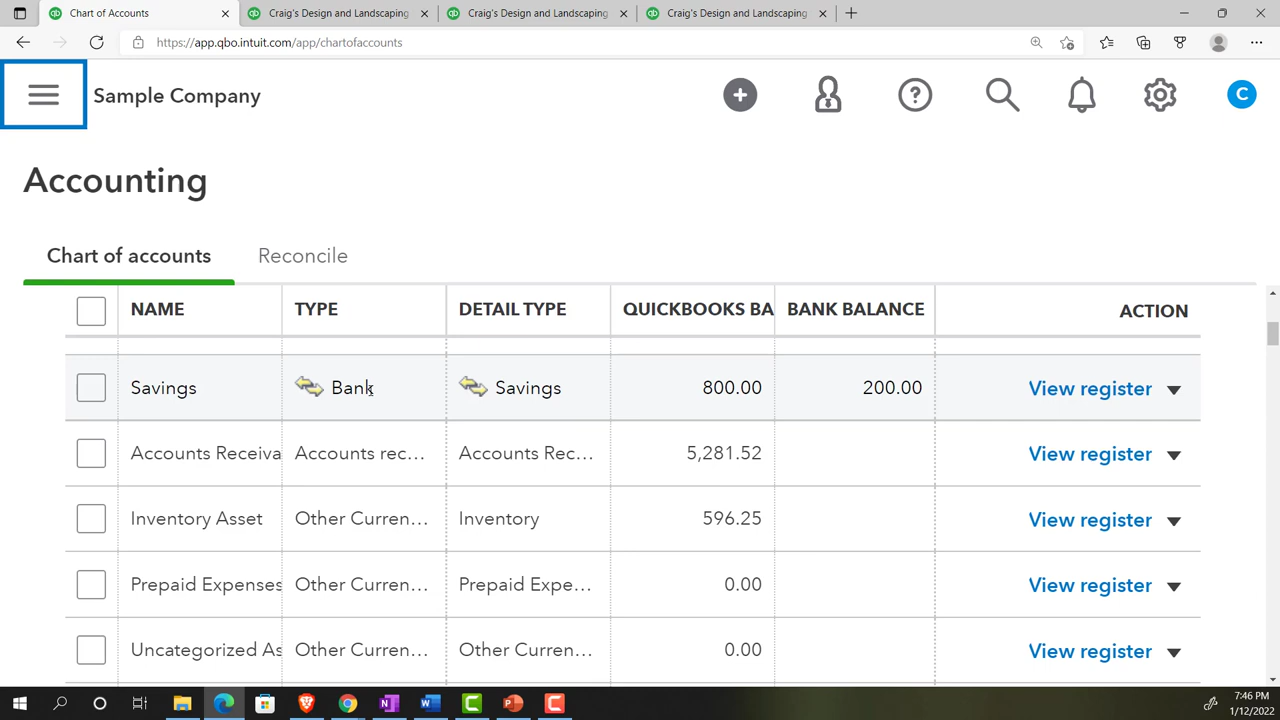 Chart of Accounts
Craig's Design and Landscaping
Craig's Design and Landscaping
Craig's Design and Landscaping
https://app.qbo.intuit.com/app/chartofaccounts
Sample Company
C
Accounting
Chart of accounts Reconcile
NAME TYPE DETAIL TYPE QUICKBOOKS BA BANK BALANCE ACTION
Savings Bank Savings 800.00 200.00 View register
Accounts Receiva Accounts rec... Accounts Rec... 5,281.52 View register
Inventory Asset Other Curren... Inventory 596.25 View register
Prepaid Expenses Other Curren... Prepaid Expe... 0.00 View register
Uncategorized As Other Curren... Other Curren... 0.00 View register
7:46 PM
1/12/2022